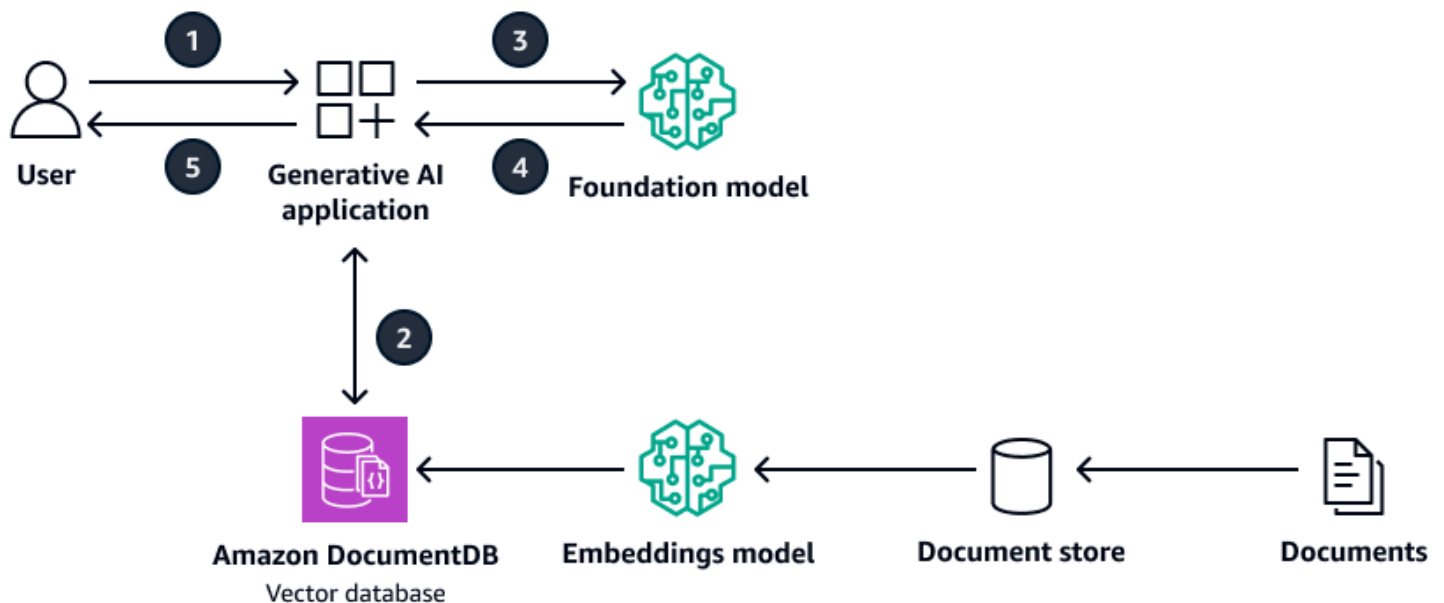 1
3
5
4
User
Generative AI
application
Foundation model
2
{}
Amazon DocumentDB
Vector database
Embeddings model
Document store
Documents